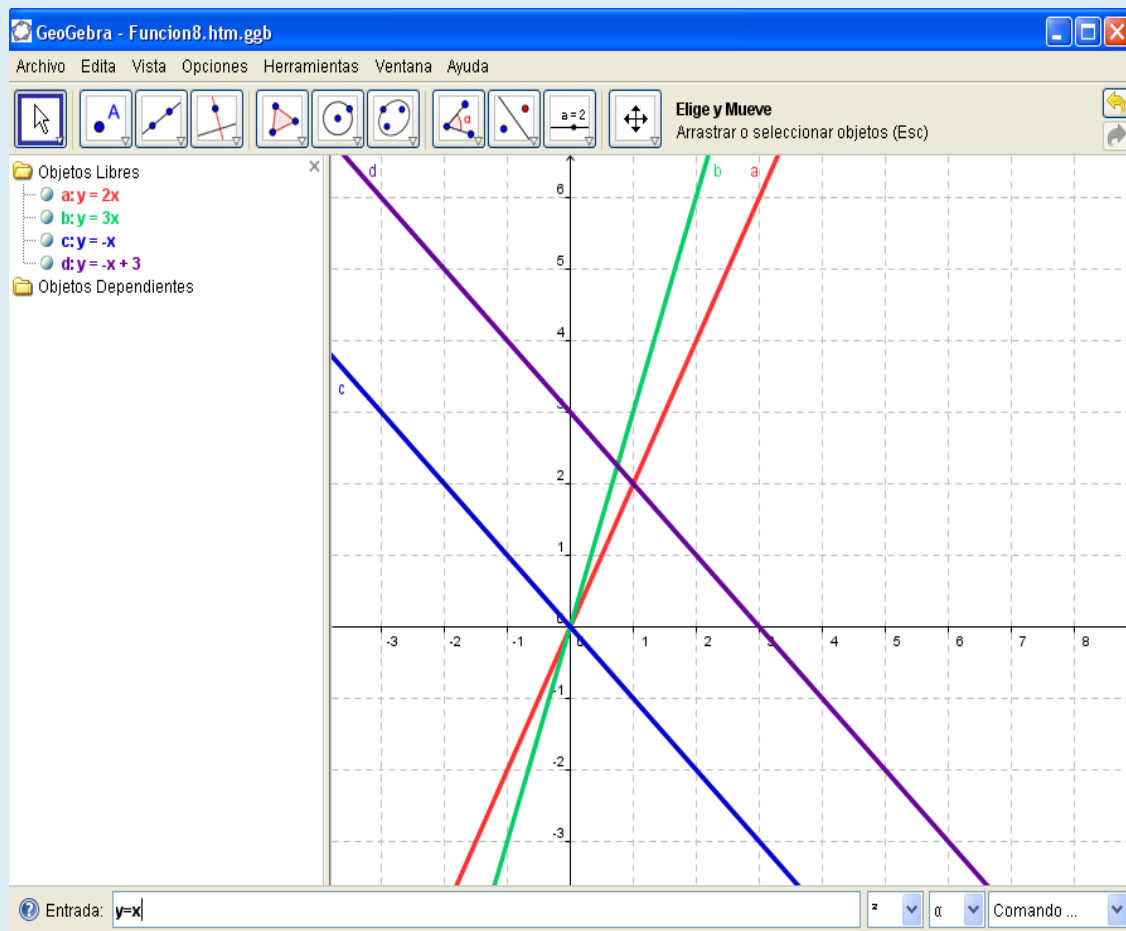 GeoGebra - Funcion8.htm.ggb
Archivo Edita Vista Opciones Herramientas Ventana Ayuda
A
α
a = 2
Elige y Mueve
Arrastrar o seleccionar objetos (Esc)
Objetos Libres
a: y = 2x
b: y = 3x
c: y = -x
d: y = -x + 3
Objetos Dependientes
d b a
6
5
4
3
c
2
1
0
-3 -2 -1 0 1 2 3 4 5 6 7 8
-1
-2
-3
Entrada: y=x ² α Comando ...